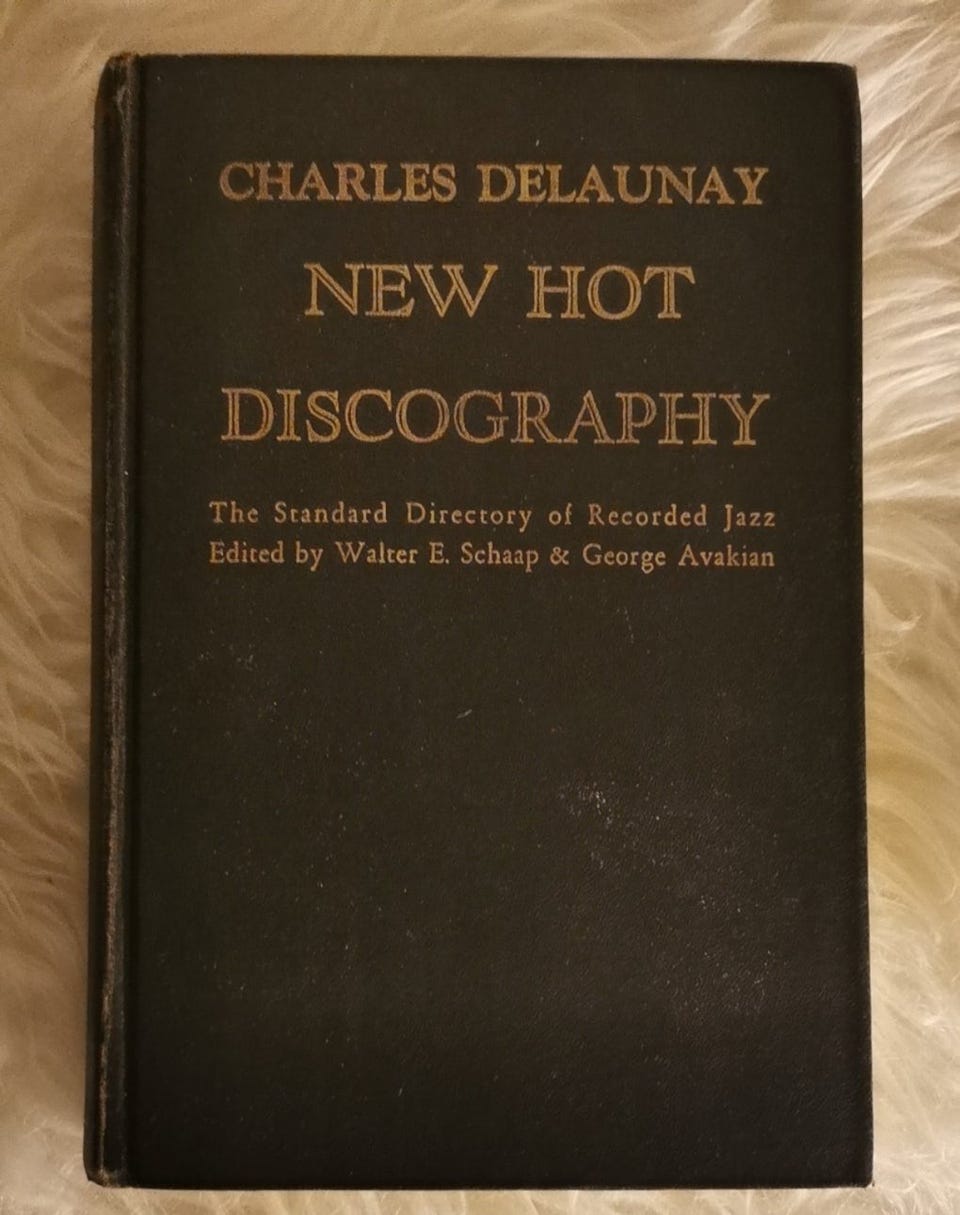 CHARLES DELAUNAY
NEW HOT
DISCOGRAPHY
The Standard Directory of Recorded Jazz
Edited by Walter E. Schaap & George Avakian